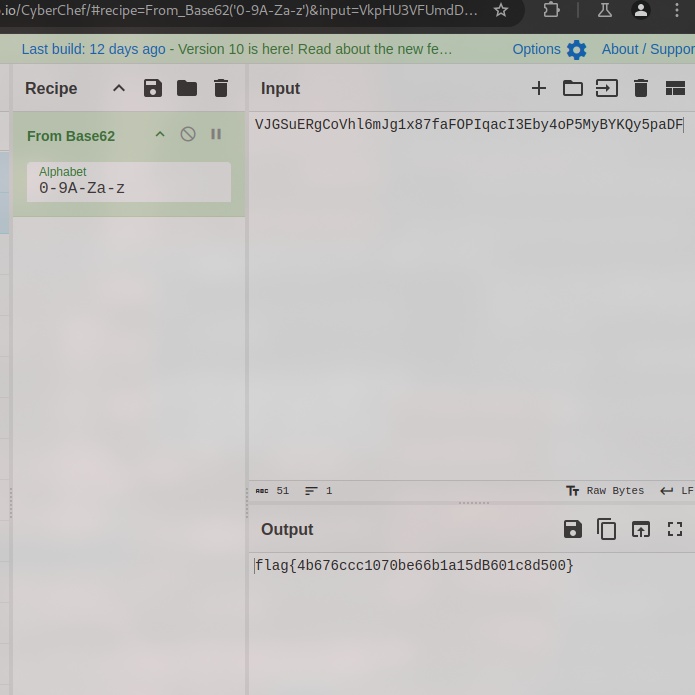 .io/CyberChef/#recipe=From_Base62('0-9A-Za-z')&input=VkpHU3VFUmdD...
Last build: 12 days ago - Version 10 is here! Read about the new fe...
Options
About / Suppor
Recipe
Input
From Base62
Alphabet
0-9A-Za-z
VJGSuERgCoVhl6mJg1x87faFOPIqacI3Eby4oP5MyBYKQy5paDF
ABC 51
1
Raw Bytes
LF
Output
flag{4b676ccc1070be66b1a15dB601c8d500}